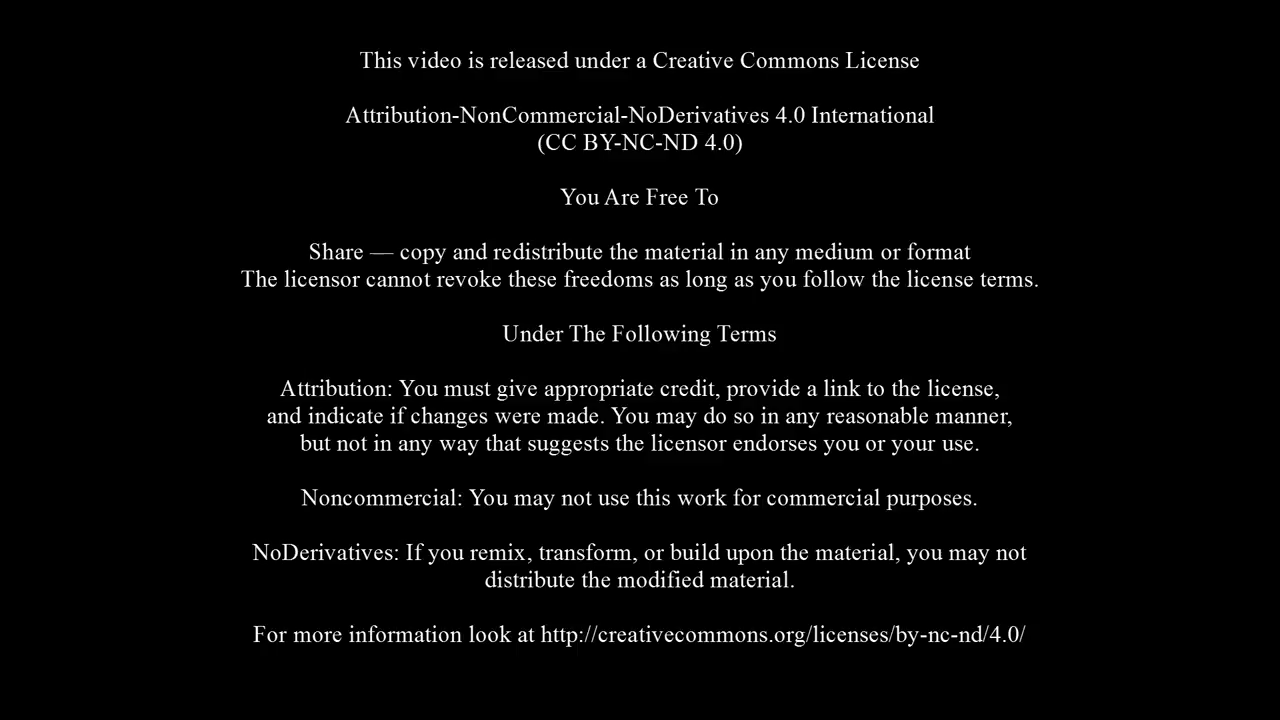 This video is released under a Creative Commons License
Attribution-NonCommercial-NoDerivatives 4.0 International
(CC BY-NC-ND 4.0)
You Are Free To
Share — copy and redistribute the material in any medium or format
The licensor cannot revoke these freedoms as long as you follow the license terms.
Under The Following Terms
Attribution: You must give appropriate credit, provide a link to the license,
and indicate if changes were made. You may do so in any reasonable manner,
but not in any way that suggests the licensor endorses you or your use.
Noncommercial: You may not use this work for commercial purposes.
NoDerivatives: If you remix, transform, or build upon the material, you may not
distribute the modified material.
For more information look at http://creativecommons.org/licenses/by-nc-nd/4.0/